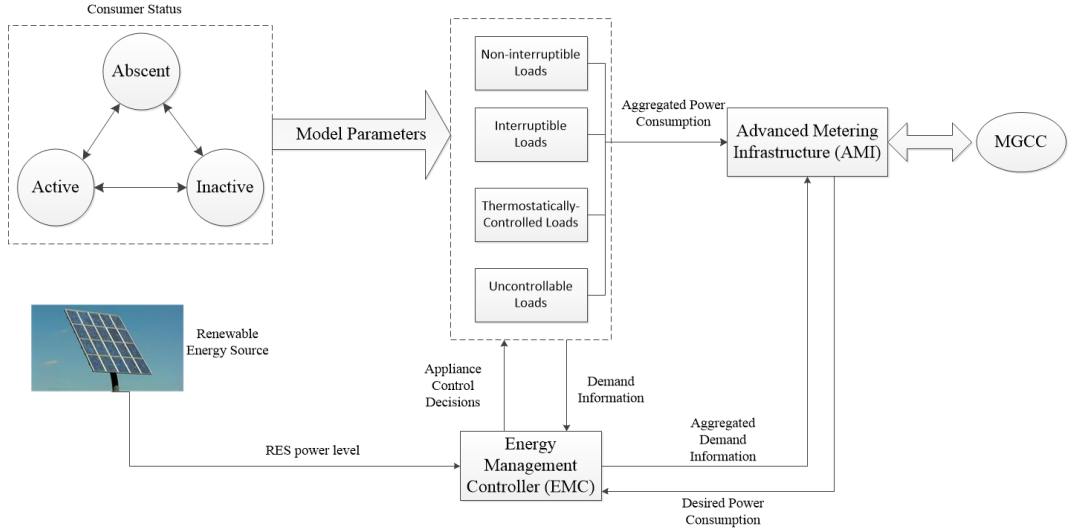 Consumer Status
Abscent
Active
Inactive
Model Parameters
Non-interruptible
Loads
Interruptible
Loads
Thermostatically-
Controlled Loads
Uncontrollable
Loads
Aggregated Power
Consumption
Advanced Metering
Infrastructure (AMI)
MGCC
Renewable
Energy Source
Appliance
Control
Decisions
Demand
Information
RES power level
Energy
Management
Controller (EMC)
Aggregated
Demand
Information
Desired Power
Consumption